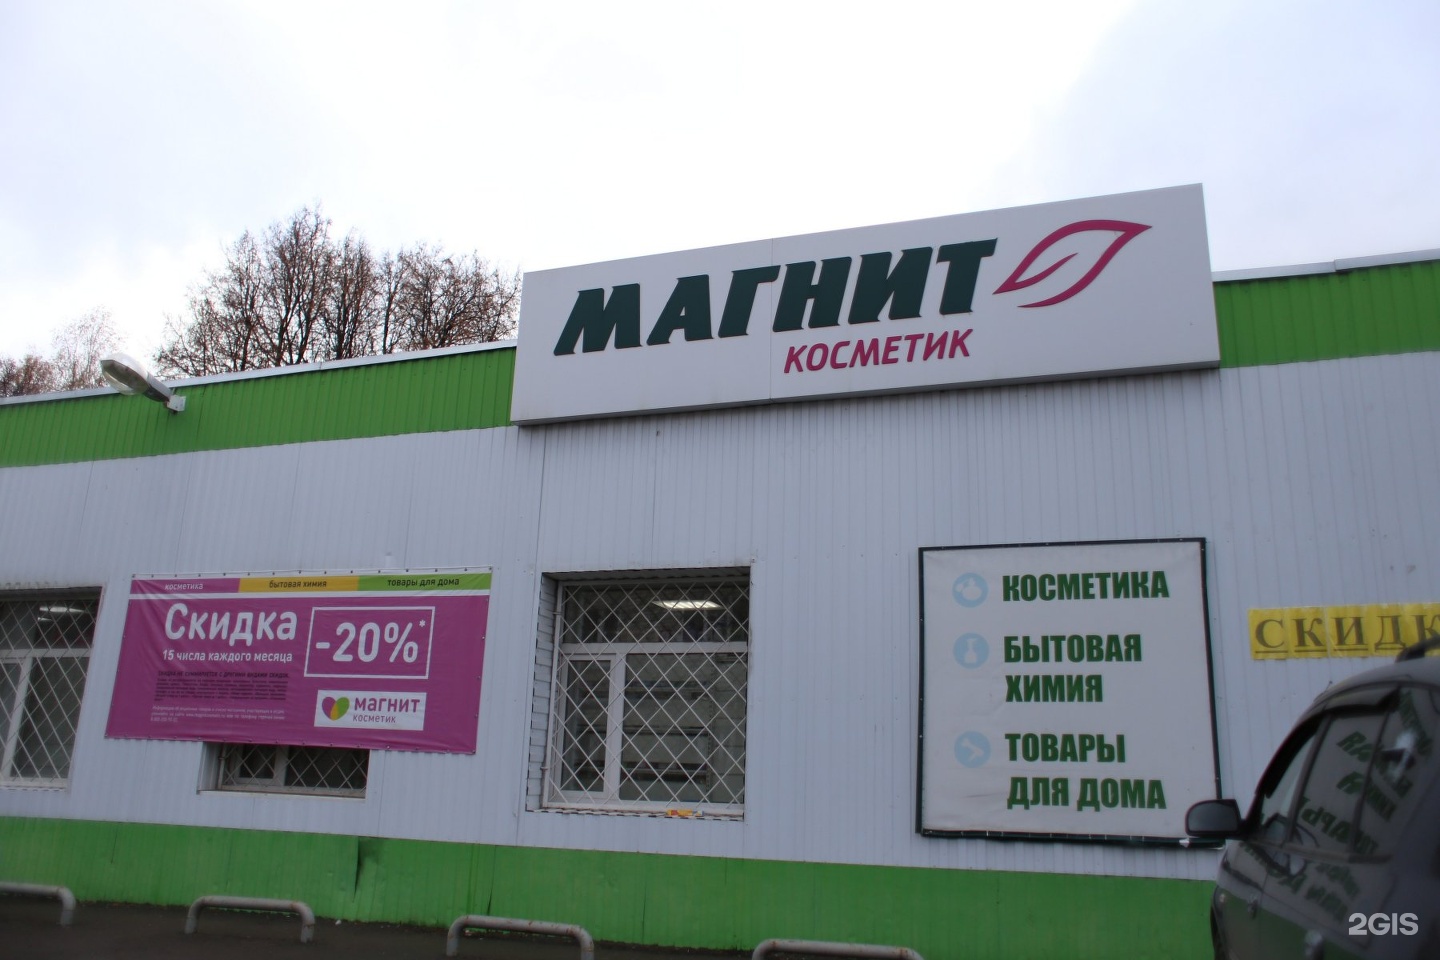 МАГНИТ
КОСМЕТИК
косметика бытовая химия товары для дома
Скидка
15 числа каждого месяца
-20%*
МАГНИТ
косметик
КОСМЕТИКА
БЫТОВАЯ
ХИМИЯ
ТОВАРЫ
ДЛЯ ДОМА
СКИДК
2GIS